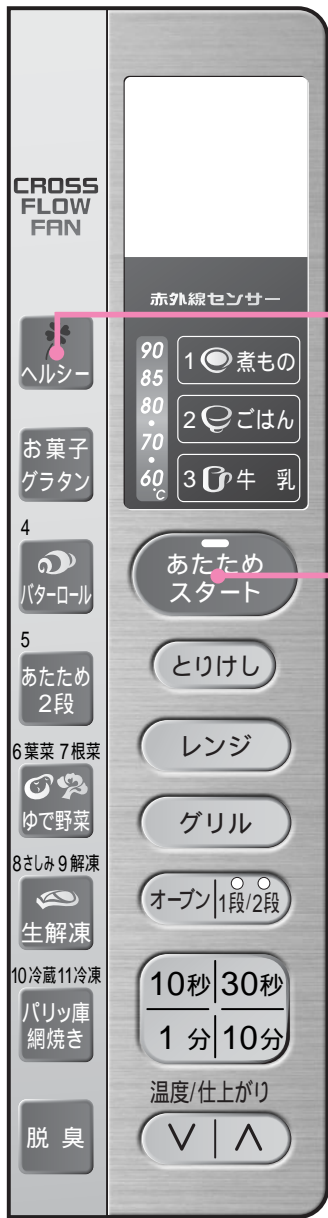 CROSS
FLOW
FAN
ヘルシー
お菓子
グラタン
4
バターロール
5
あたため
2段
6葉菜 7根菜
ゆで野菜
8さしみ 9解凍
生解凍
10冷蔵11冷凍
パリッ庫
網焼き
脱臭
赤外線センサー
90
85
80
・
70
・
60
℃
1 煮もの
2 ごはん
3 牛 乳
あたため
スタート
とりけし
レンジ
グリル
オーブン 1段/2段
10秒 30秒
1 分 10分
温度/仕上がり
∨ ∧